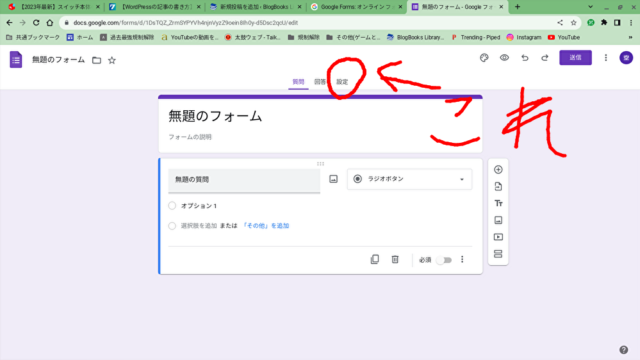 【2023年最新】スイッチ本体
【WordPressの記事の書き方】
新規投稿を追加 ‹ BlogBooks
Google Forms: オンライン フォ
無題のフォーム - Google フォ
docs.google.com/forms/d/
/edit
共通ブックマーク
ホーム
過去最強規制解除
YouTubeの動画を...
太鼓ウェブ - Taik...
規制解除
その他(ゲームと...
BlogBooks Library...
Trending - Piped
Instagram
YouTube
無題のフォーム
送信
空
質問
回答
設定
これ
無題のフォーム
フォームの説明
無題の質問
ラジオボタン
オプション 1
選択肢を追加 または 「その他」を追加
必須